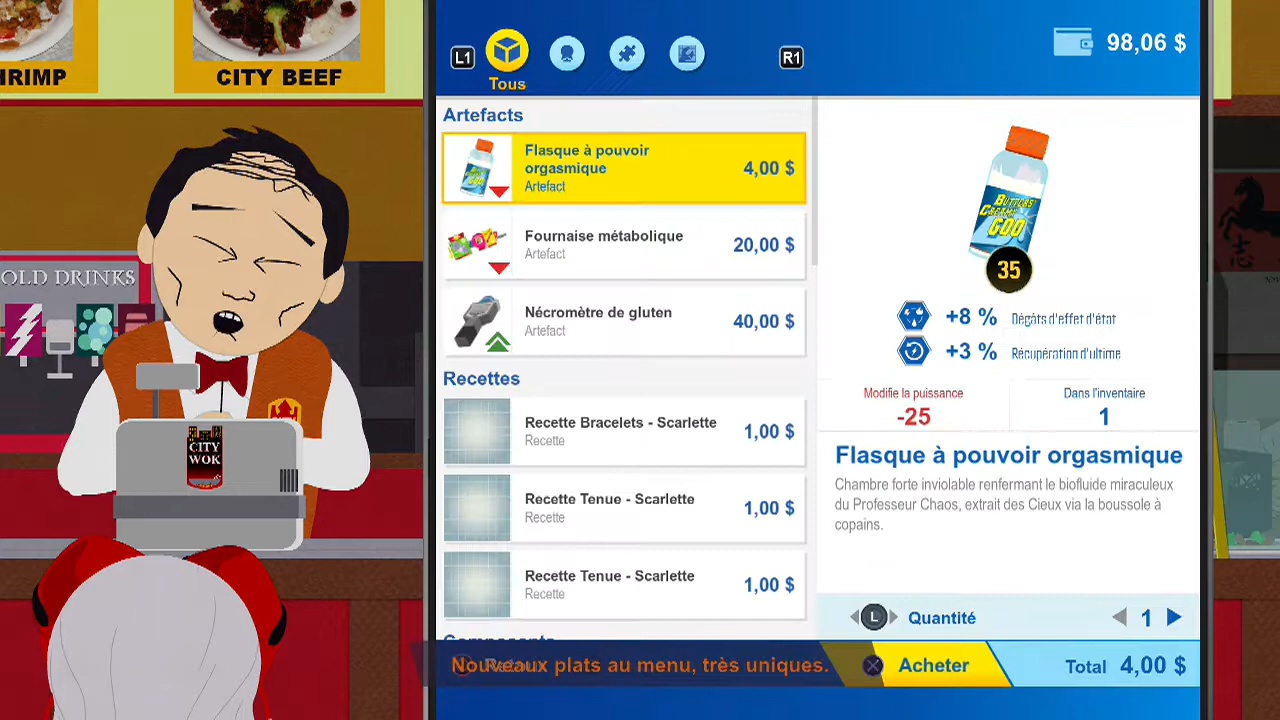 HRIMP
CITY BEEF
OLD DRINKS
CITY
WOK
L1
R1
Tous
98,06 $
Artefacts
Flasque à pouvoir
orgasmique
Artefact
4,00 $
Fournaise métabolique
Artefact
20,00 $
Nécromètre de gluten
Artefact
40,00 $
Recettes
Recette Bracelets - Scarlette
Recette
1,00 $
Recette Tenue - Scarlette
Recette
1,00 $
Recette Tenue - Scarlette
Recette
1,00 $
BUTTERS'
CREAMY
GOO
35
+8 % Dégâts d'effet d'état
+3 % Récupération d'ultime
Modifie la puissance
-25
Dans l'inventaire
1
Flasque à pouvoir orgasmique
Chambre forte inviolable renfermant le biofluide miraculeux
du Professeur Chaos, extrait des Cieux via la boussole à
copains.
L Quantité 1
Nouveaux plats au menu, très uniques.
Acheter
Total 4,00 $